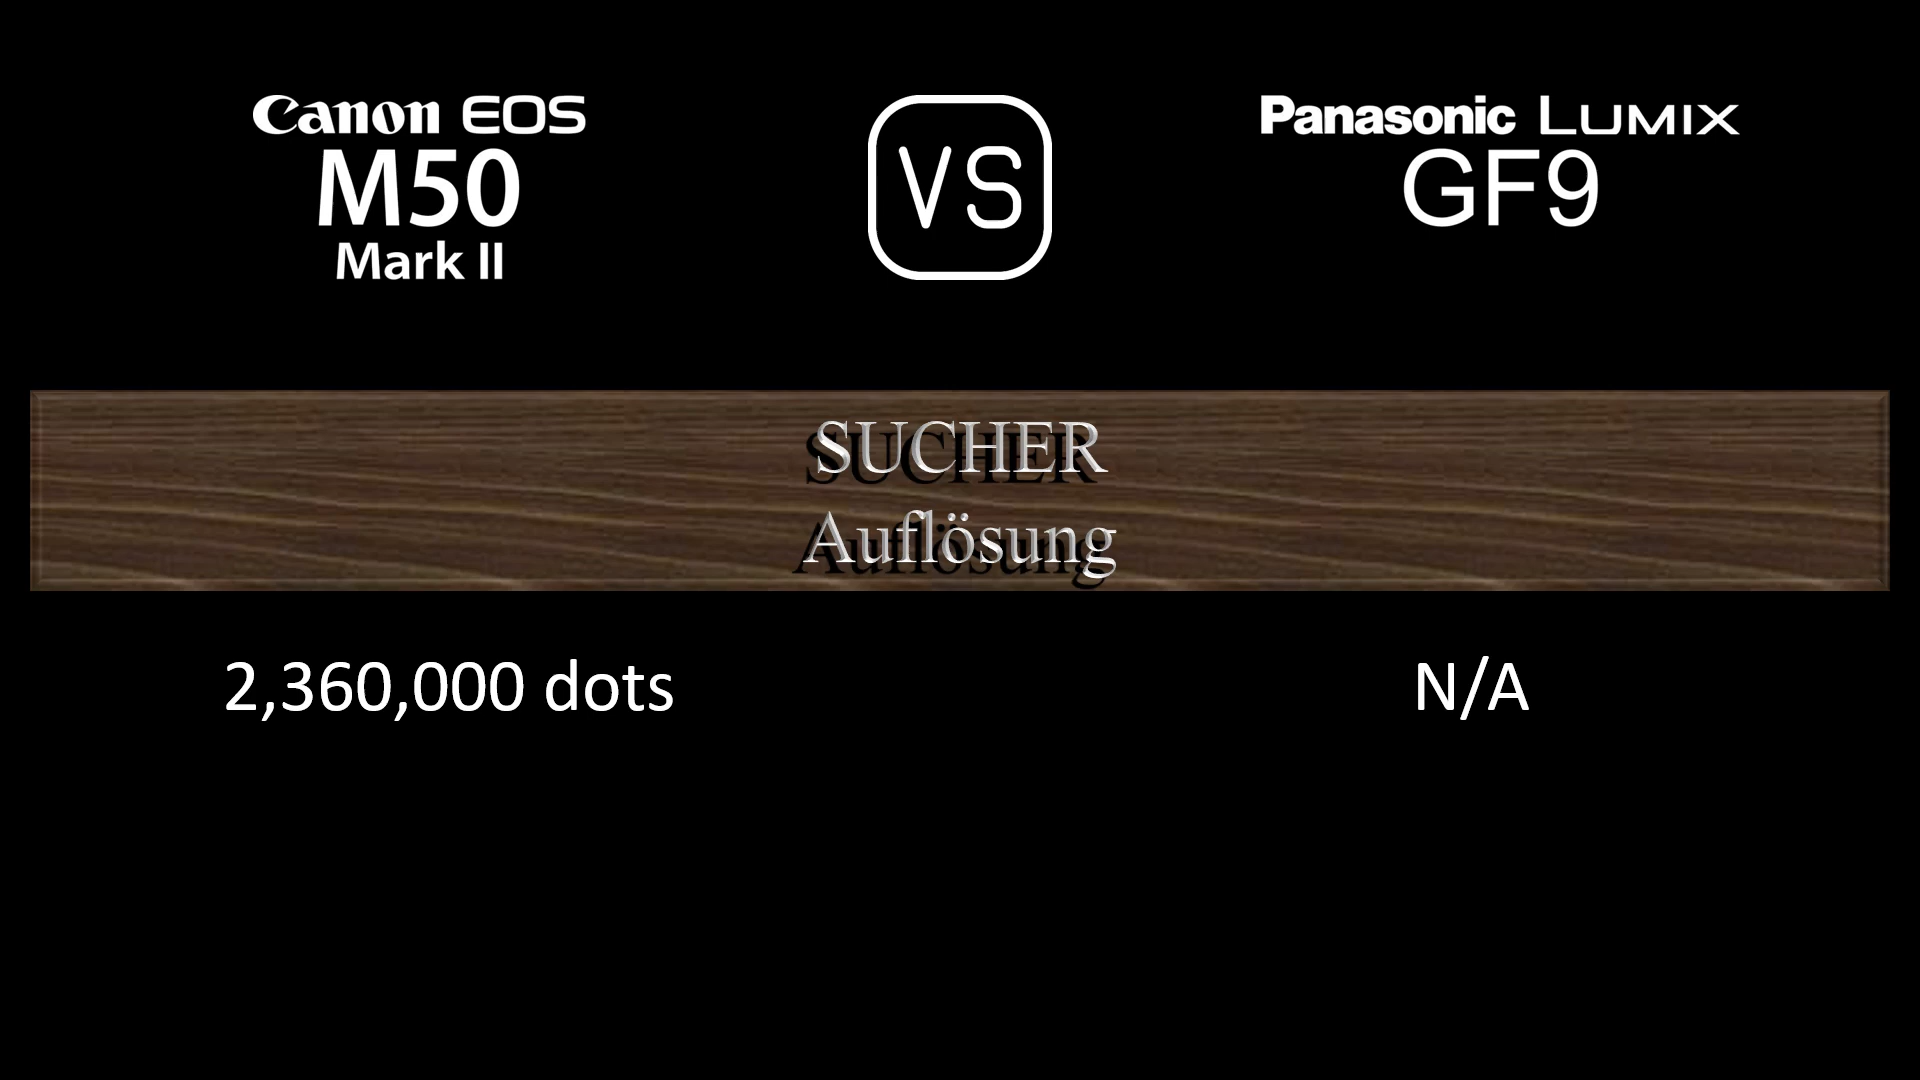 Canon EOS
M50
Mark II
VS
Panasonic LUMIX
GF9
SUCHER
Auflösung
2,360,000 dots
N/A